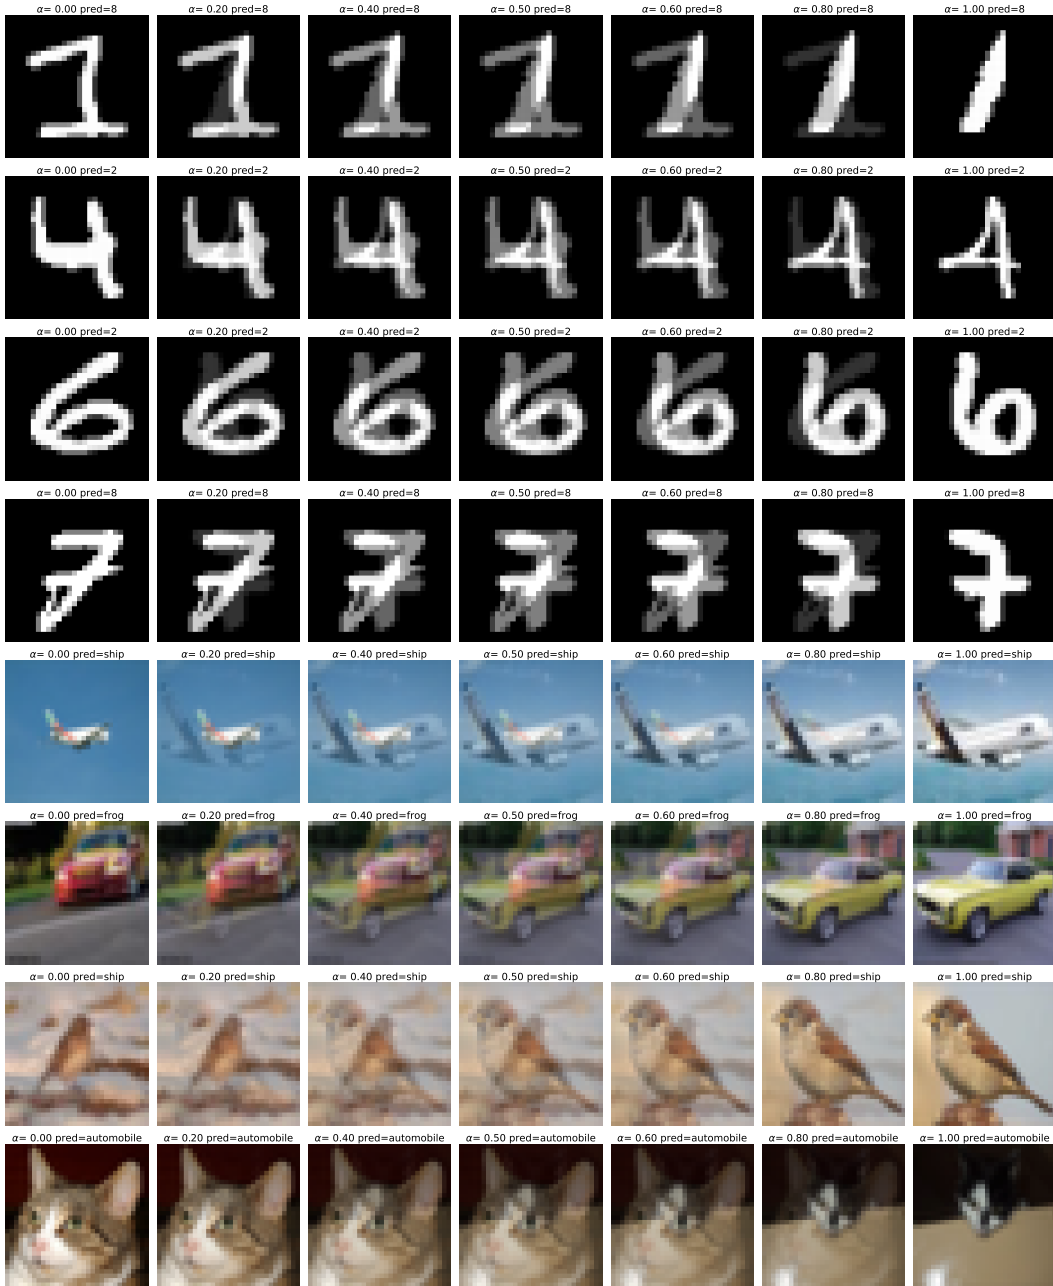 α= 0.00 pred=8 α= 0.20 pred=8 α= 0.40 pred=8 α= 0.50 pred=8 α= 0.60 pred=8 α= 0.80 pred=8 α= 1.00 pred=8
α= 0.00 pred=2 α= 0.20 pred=2 α= 0.40 pred=2 α= 0.50 pred=2 α= 0.60 pred=2 α= 0.80 pred=2 α= 1.00 pred=2
α= 0.00 pred=2 α= 0.20 pred=2 α= 0.40 pred=2 α= 0.50 pred=2 α= 0.60 pred=2 α= 0.80 pred=2 α= 1.00 pred=2
α= 0.00 pred=8 α= 0.20 pred=8 α= 0.40 pred=8 α= 0.50 pred=8 α= 0.60 pred=8 α= 0.80 pred=8 α= 1.00 pred=8
α= 0.00 pred=ship α= 0.20 pred=ship α= 0.40 pred=ship α= 0.50 pred=ship α= 0.60 pred=ship α= 0.80 pred=ship α= 1.00 pred=ship
α= 0.00 pred=frog α= 0.20 pred=frog α= 0.40 pred=frog α= 0.50 pred=frog α= 0.60 pred=frog α= 0.80 pred=frog α= 1.00 pred=frog
α= 0.00 pred=ship α= 0.20 pred=ship α= 0.40 pred=ship α= 0.50 pred=ship α= 0.60 pred=ship α= 0.80 pred=ship α= 1.00 pred=ship
α= 0.00 pred=automobile α= 0.20 pred=automobile α= 0.40 pred=automobile α= 0.50 pred=automobile α= 0.60 pred=automobile α= 0.80 pred=automobile α= 1.00 pred=automobile